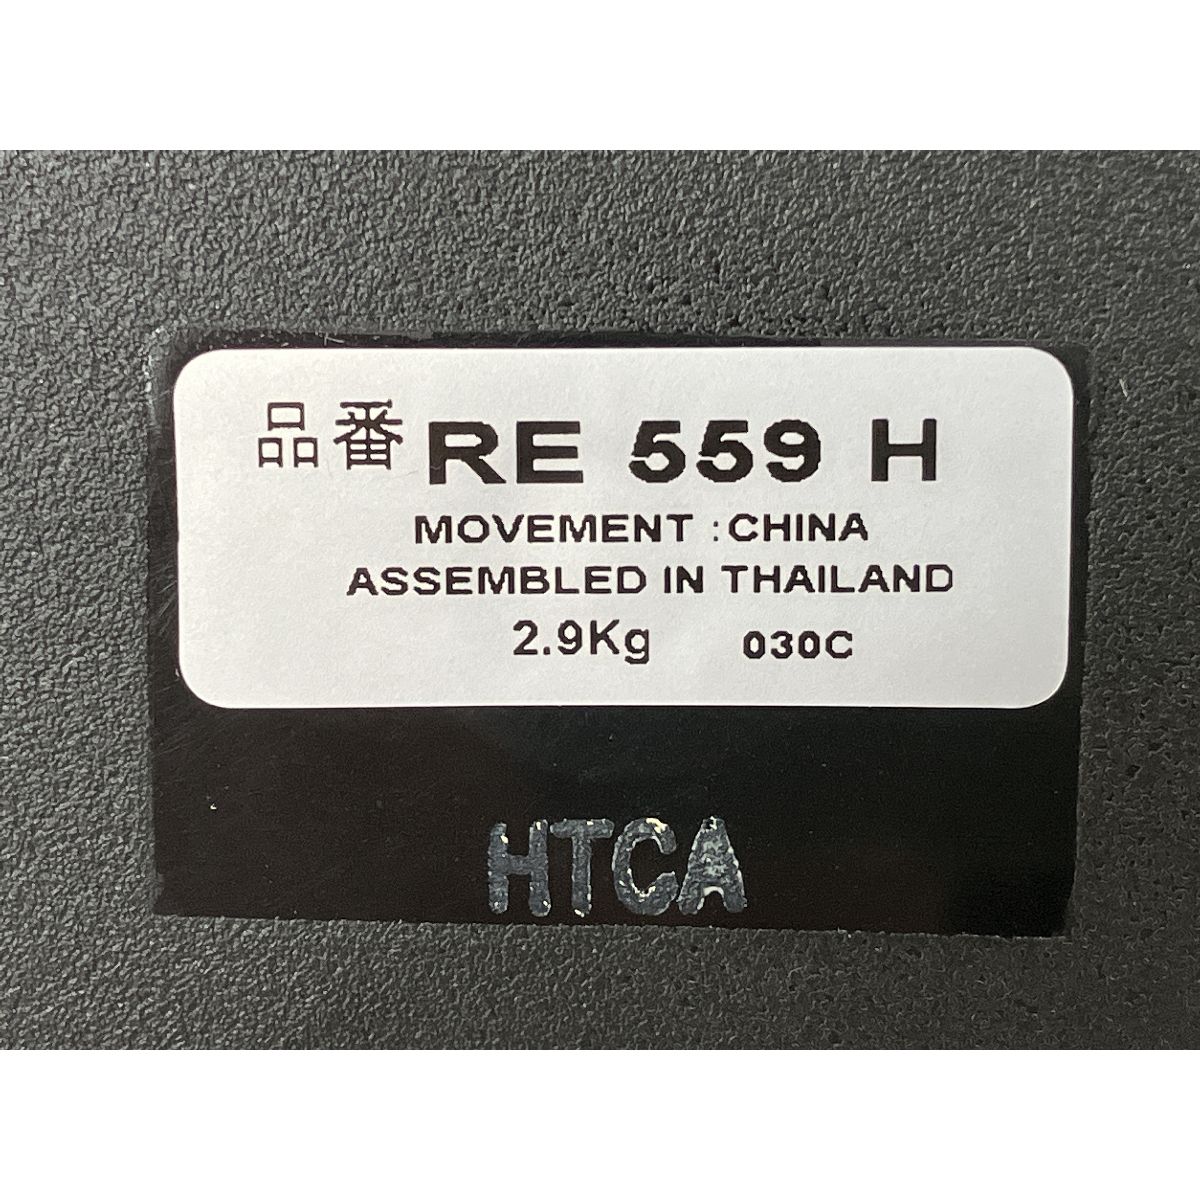 品番 RE 559 H
MOVEMENT : CHINA
ASSEMBLED IN THAILAND
2.9Kg 030C
HTCA